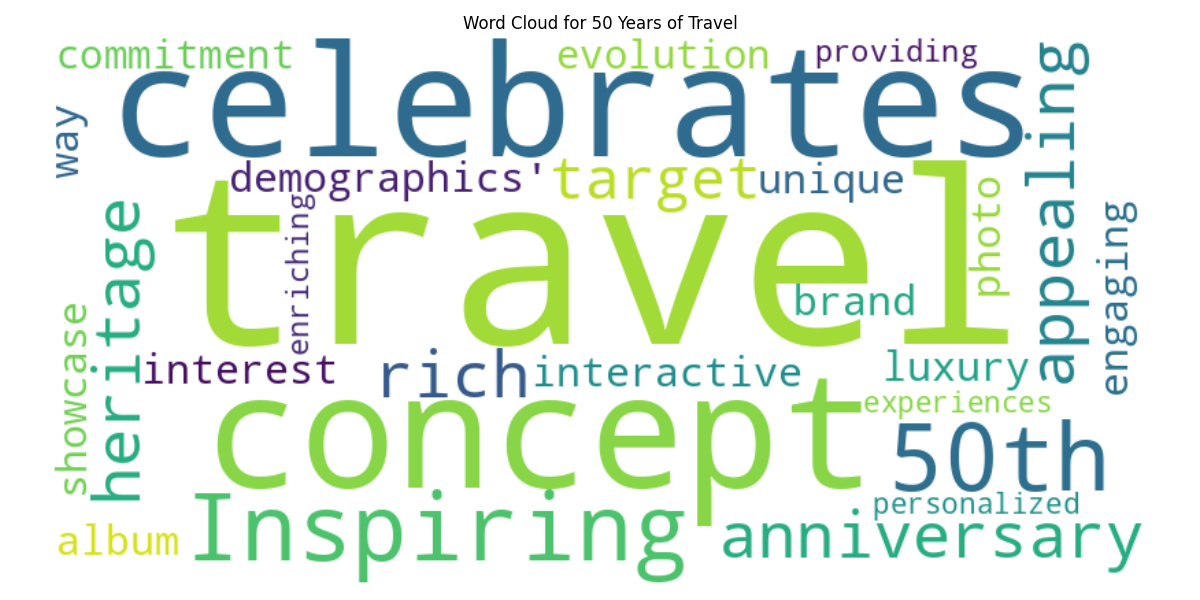 Word Cloud for 50 Years of Travel
commitment
evolution
providing
celebrates
way
appealing
demographics'
target
unique
travel
photo
heritage
enriching
engaging
brand
showcase
interest
rich
interactive
luxury
concept
experiences
50th
Inspiring
personalized
album
anniversary